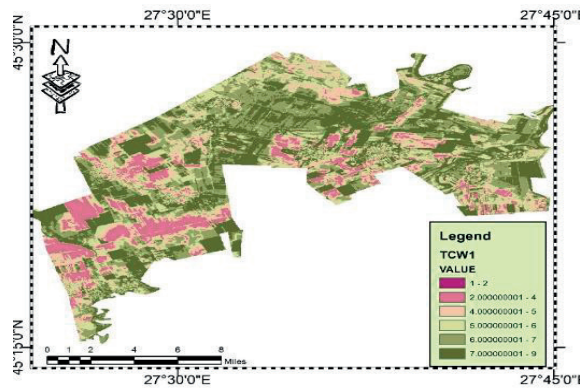 27°30'0"E 27°45'0"E
45°30'0"N
N
45°15'0"N
Legend
TCW1
VALUE
1 - 2
2.000000001 - 4
4.000000001 - 5
5.000000001 - 6
6.000000001 - 7
7.000000001 - 9
0 1 2 4 6 8
Miles
27°30'0"E 27°45'0"E